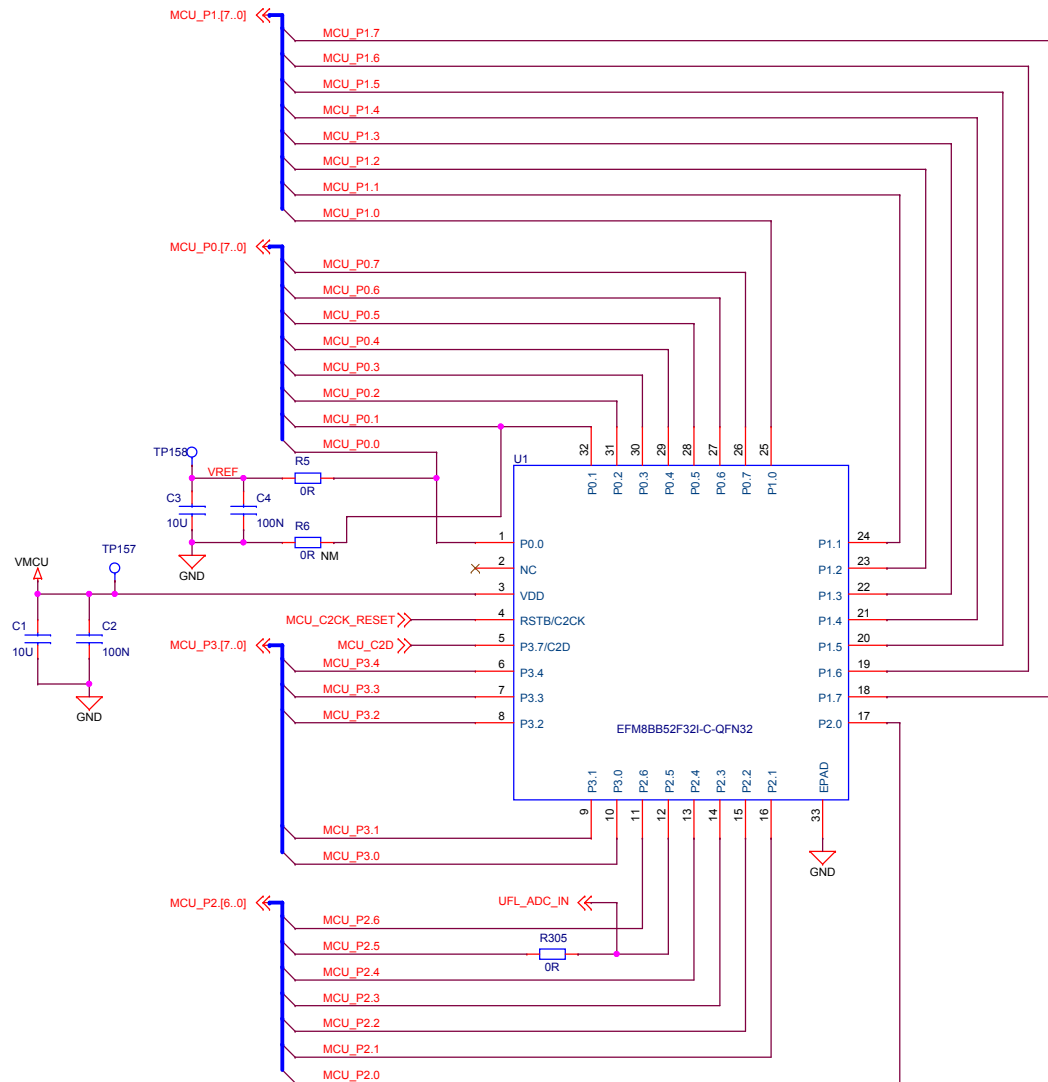 MCU_P1.[7..0]
MCU_P1.7
MCU_P1.6
MCU_P1.5
MCU_P1.4
MCU_P1.3
MCU_P1.2
MCU_P1.1
MCU_P1.0
MCU_P0.[7..0]
MCU_P0.7
MCU_P0.6
MCU_P0.5
MCU_P0.4
MCU_P0.3
MCU_P0.2
MCU_P0.1
MCU_P0.0
TP158
VREF
R5
0R
C3
10U
C4
100N
R6
0R NM
GND
TP157
VMCU
C1
10U
C2
100N
GND
U1
32 31 30 29 28 27 26 25
P0.1 P0.2 P0.3 P0.4 P0.5 P0.6 P0.7 P1.0
1 P0.0
2 NC
3 VDD
MCU_C2CK_RESET 4 RSTB/C2CK
MCU_C2D 5 P3.7/C2D
MCU_P3.[7..0]
MCU_P3.4 6 P3.4
MCU_P3.3 7 P3.3
MCU_P3.2 8 P3.2
P1.1 24
P1.2 23
P1.3 22
P1.4 21
P1.5 20
P1.6 19
P1.7 18
P2.0 17
EFM8BB52F32I-C-QFN32
P3.1 P3.0 P2.6 P2.5 P2.4 P2.3 P2.2 P2.1 EPAD
9 10 11 12 13 14 15 16 33
GND
MCU_P3.1
MCU_P3.0
MCU_P2.[6..0]
UFL_ADC_IN
MCU_P2.6
MCU_P2.5
R305
0R
MCU_P2.4
MCU_P2.3
MCU_P2.2
MCU_P2.1
MCU_P2.0